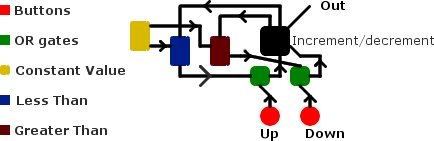 Buttons
OR gates
Constant Value
Less Than
Greater Than
Out
Increment/decrement
Up Down